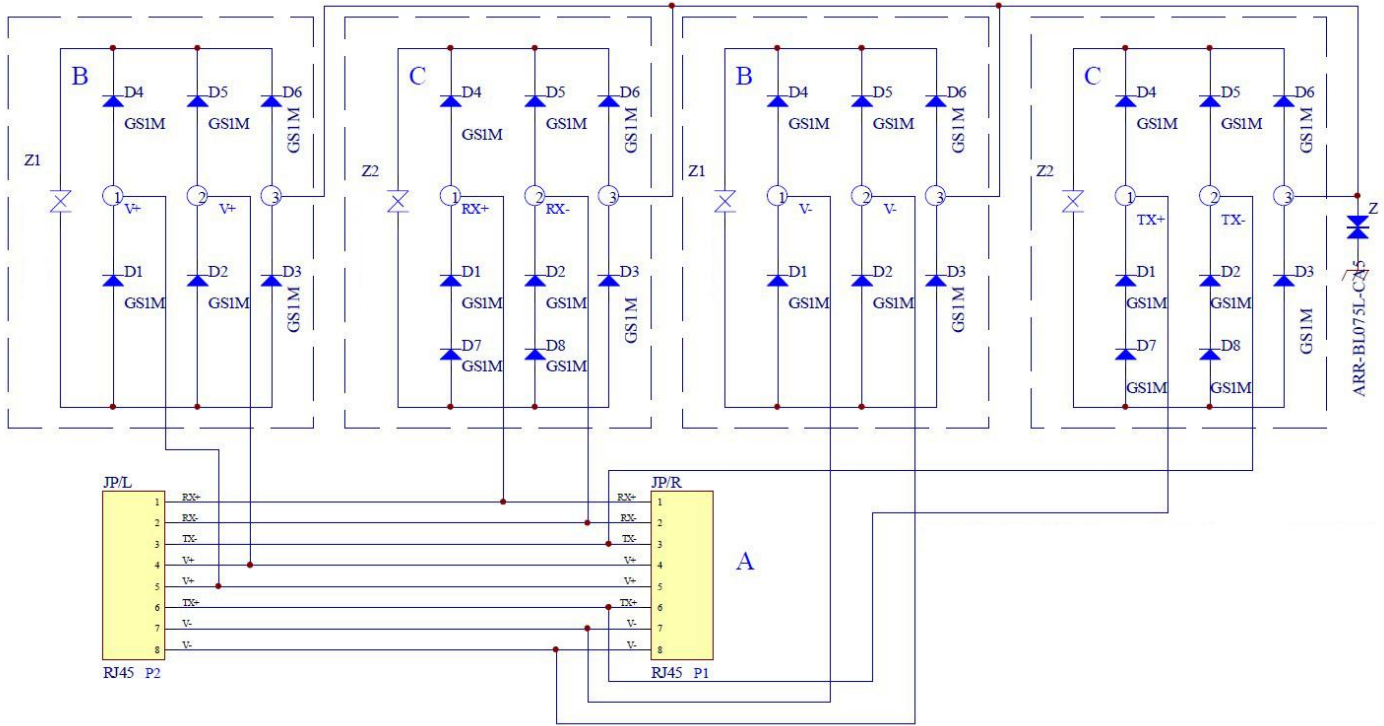 B
D4
GS1M
D5
GS1M
D6
GS1M
Z1
1
V+
2
V+
3
D1
GS1M
D2
GS1M
D3
GS1M
C
D4
GS1M
D5
GS1M
D6
GS1M
Z2
1
RX+
2
RX-
3
D1
GS1M
D2
GS1M
D3
GS1M
D7
GS1M
D8
GS1M
B
D4
GS1M
D5
GS1M
D6
GS1M
Z1
1
V-
2
V-
3
D1
GS1M
D2
GS1M
D3
GS1M
C
D4
GS1M
D5
GS1M
D6
GS1M
Z2
1
TX+
2
TX-
3
D1
GS1M
D2
GS1M
D3
GS1M
D7
GS1M
D8
GS1M
Z
ARR-BL075L-CA5
JP/L
1 RX+
2 RX-
3 TX-
4 V+
5 V+
6 TX+
7 V-
8 V-
RJ45 P2
JP/R
RX+ 1
RX- 2
TX- 3
V+ 4
V+ 5
TX+ 6
V- 7
V- 8
RJ45 P1
A